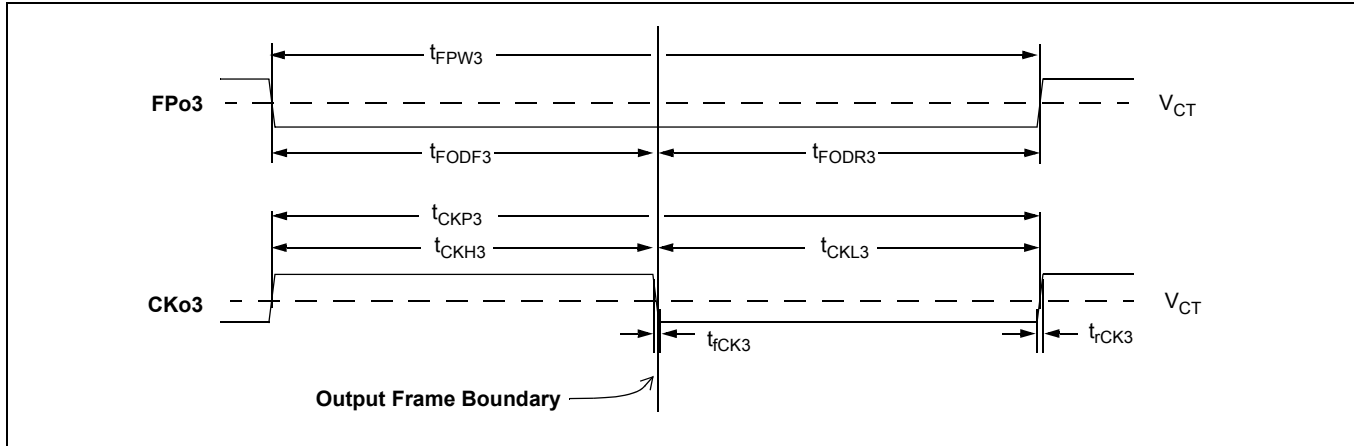 tFPW3
FPo3
VCT
tFODF3
tFODR3
tCKP3
tCKH3
tCKL3
CKo3
VCT
tfCK3
trCK3
Output Frame Boundary